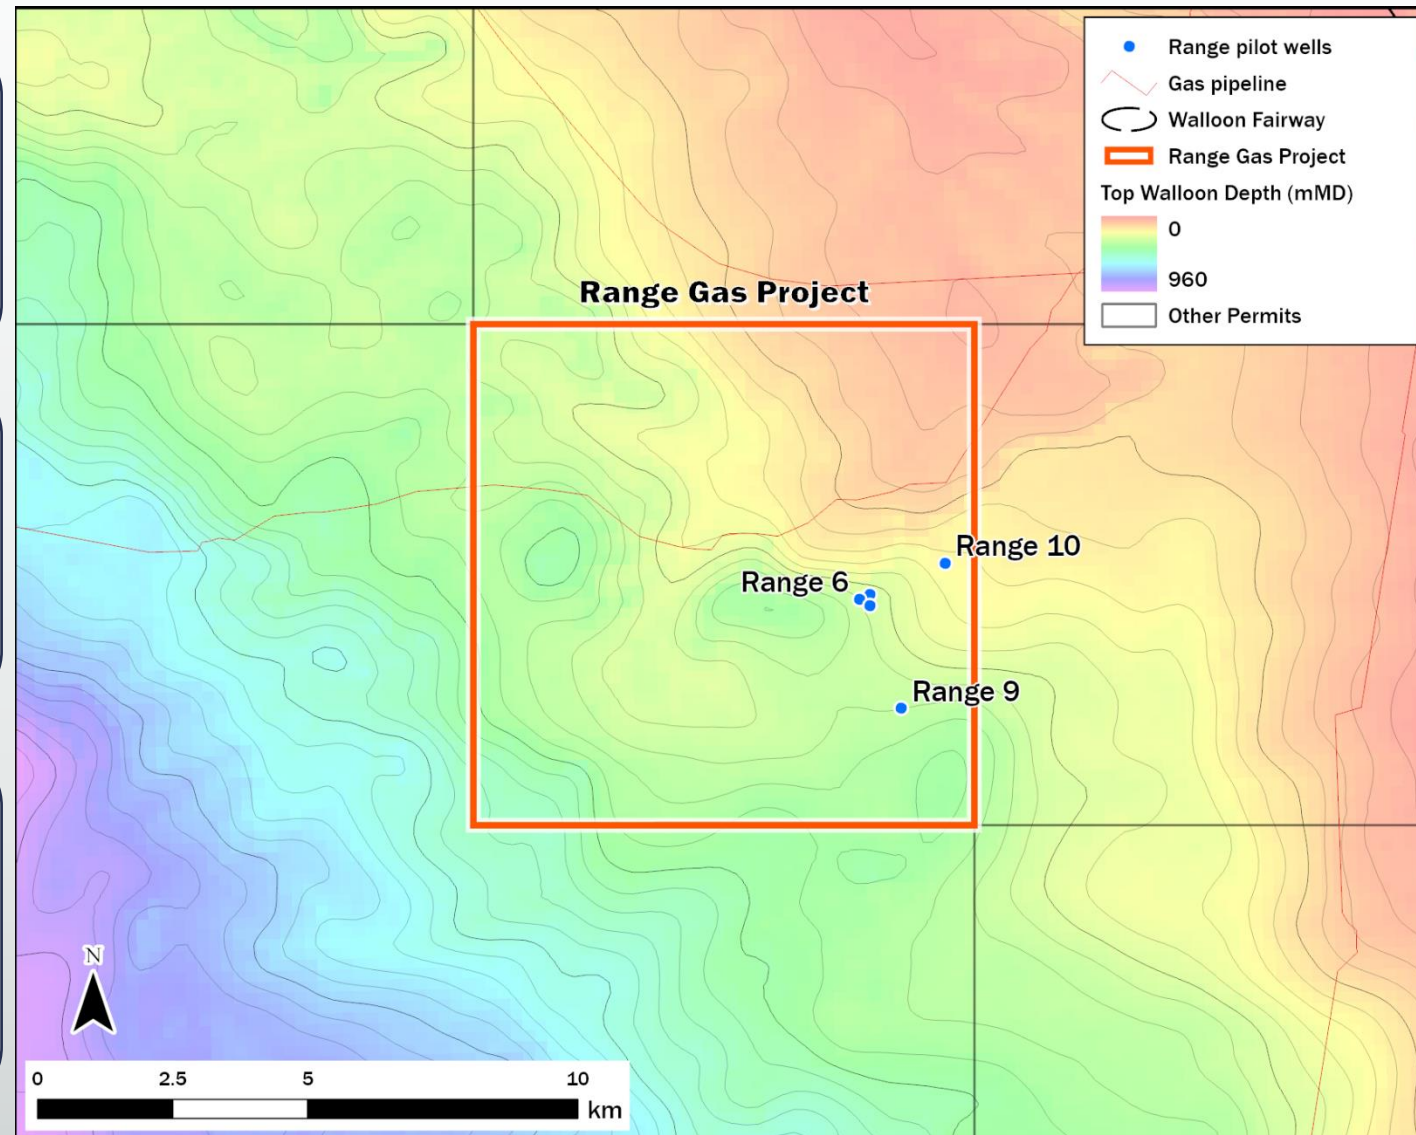 Range pilot wells
Gas pipeline
Walloon Fairway
Range Gas Project
Top Walloon Depth (mMD)
0
960
Other Permits
Range Gas Project
Range 10
Range 6
Range 9
N
0 2.5 5 10
km